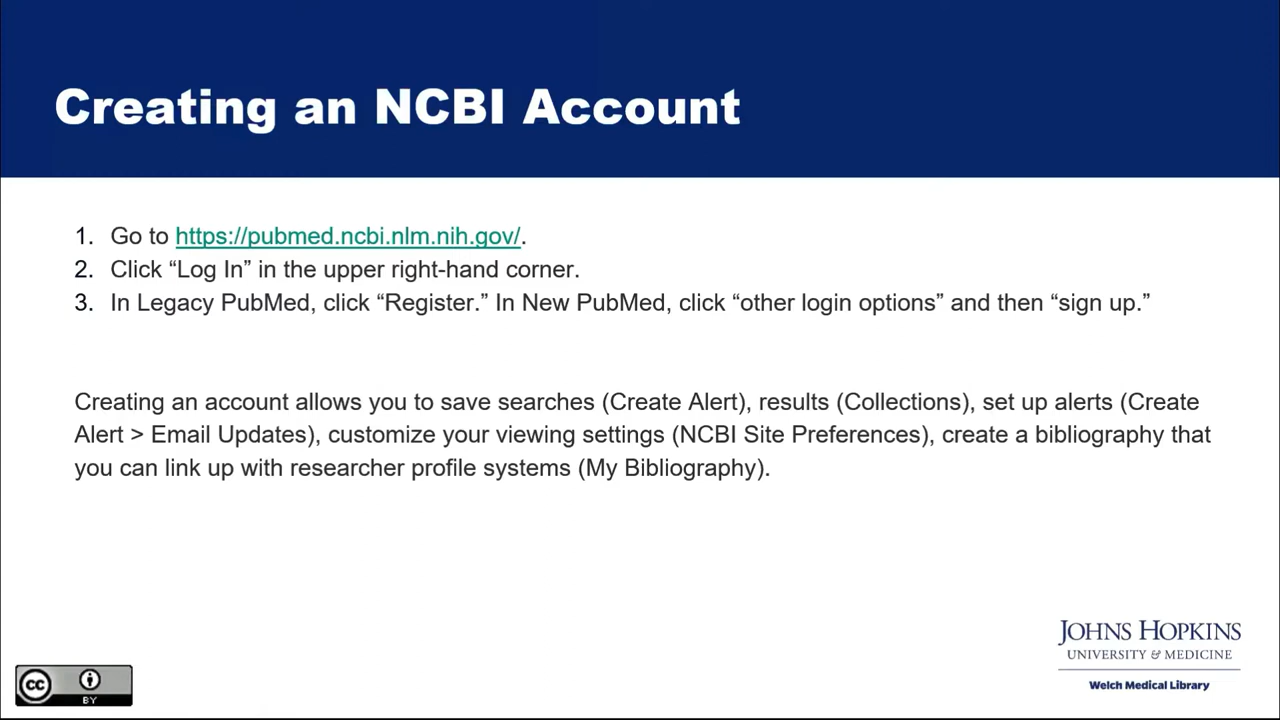 Creating an NCBI Account
1. Go to https://pubmed.ncbi.nlm.nih.gov/.
2. Click “Log In” in the upper right-hand corner.
3. In Legacy PubMed, click “Register.” In New PubMed, click “other login options” and then “sign up.”
Creating an account allows you to save searches (Create Alert), results (Collections), set up alerts (Create
Alert > Email Updates), customize your viewing settings (NCBI Site Preferences), create a bibliography that
you can link up with researcher profile systems (My Bibliography).
JOHNS HOPKINS
UNIVERSITY & MEDICINE
Welch Medical Library
cc
BY